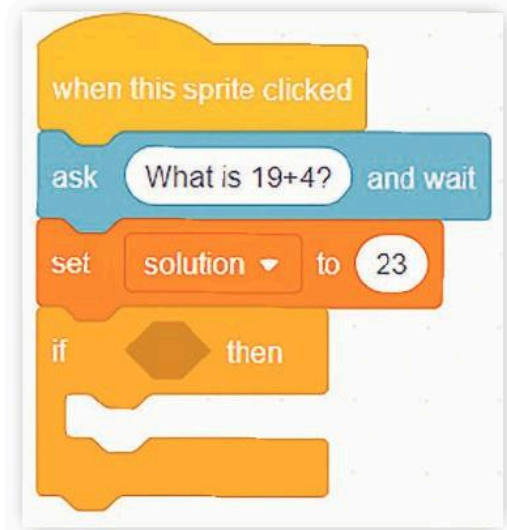 when this sprite clicked
ask What is 19+4? and wait
set solution to 23
if then